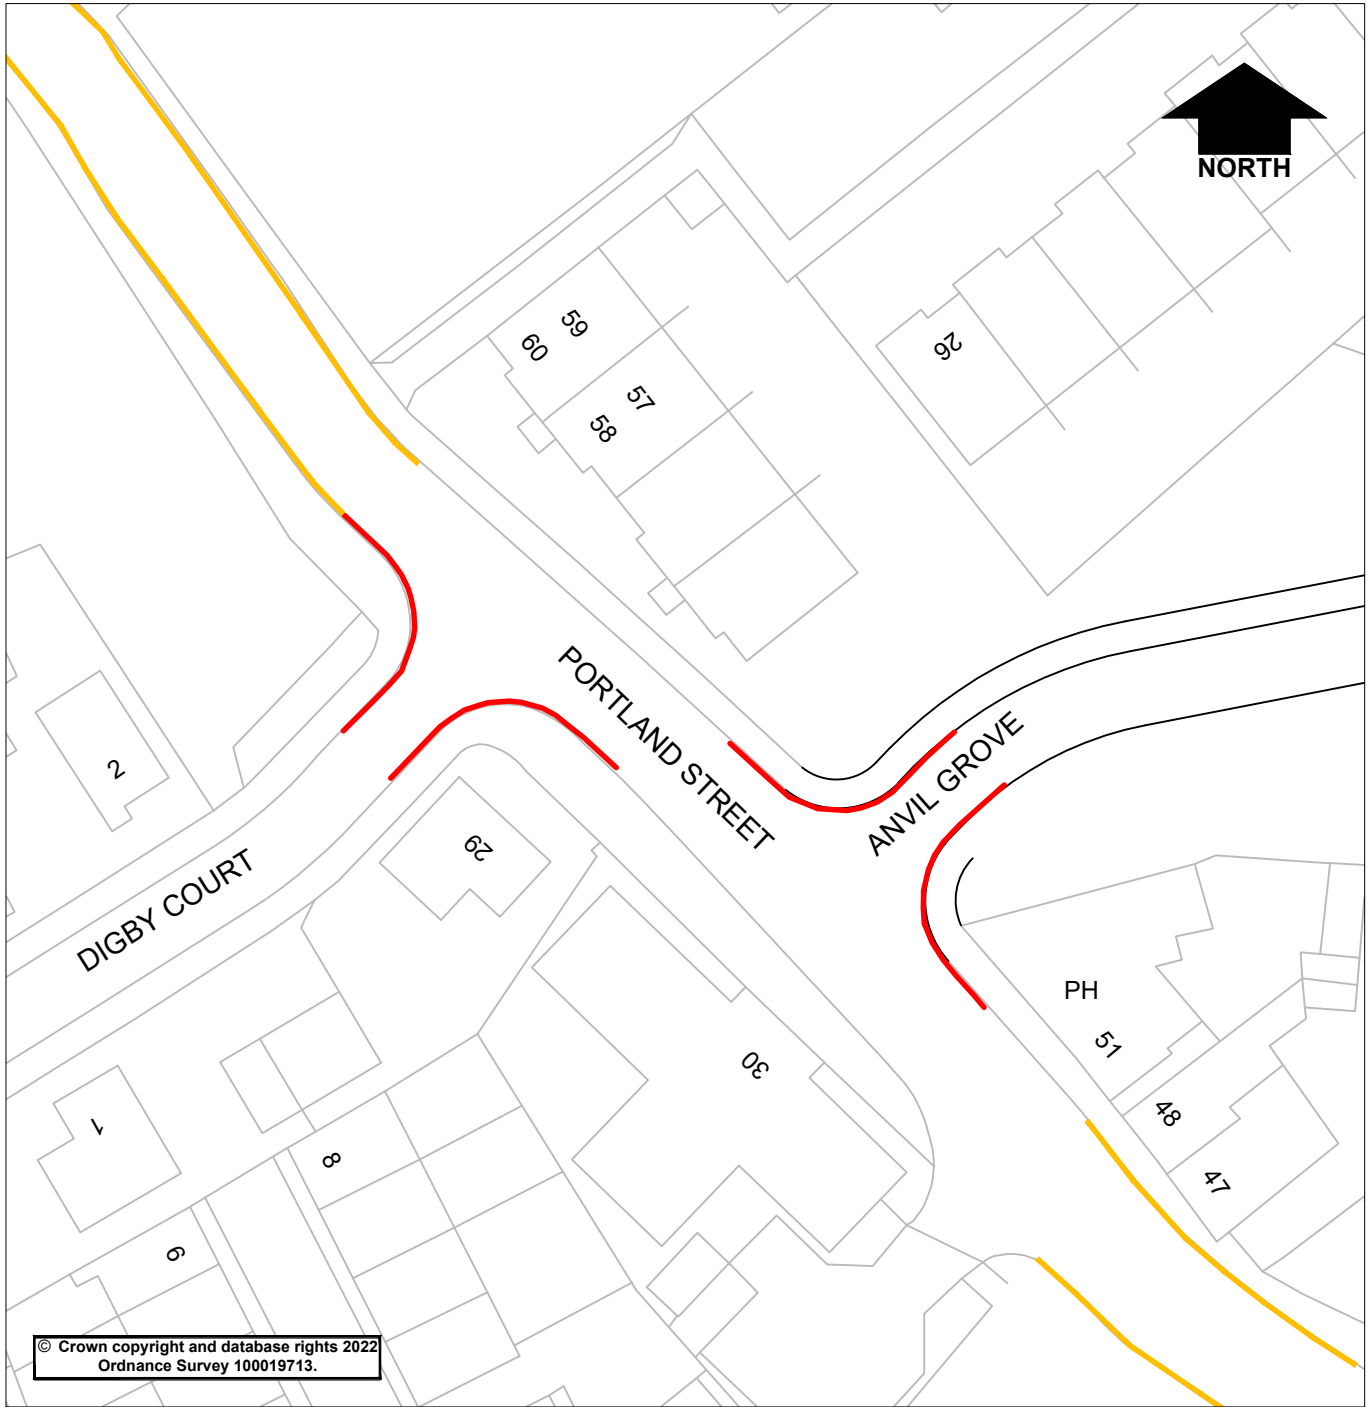 NORTH
59
60
26
57
58
PORTLAND STREET
ANVIL GROVE
2
29
DIGBY COURT
PH
30
51
1
48
8
47
9
© Crown copyright and database rights 2022
Ordnance Survey 100019713.